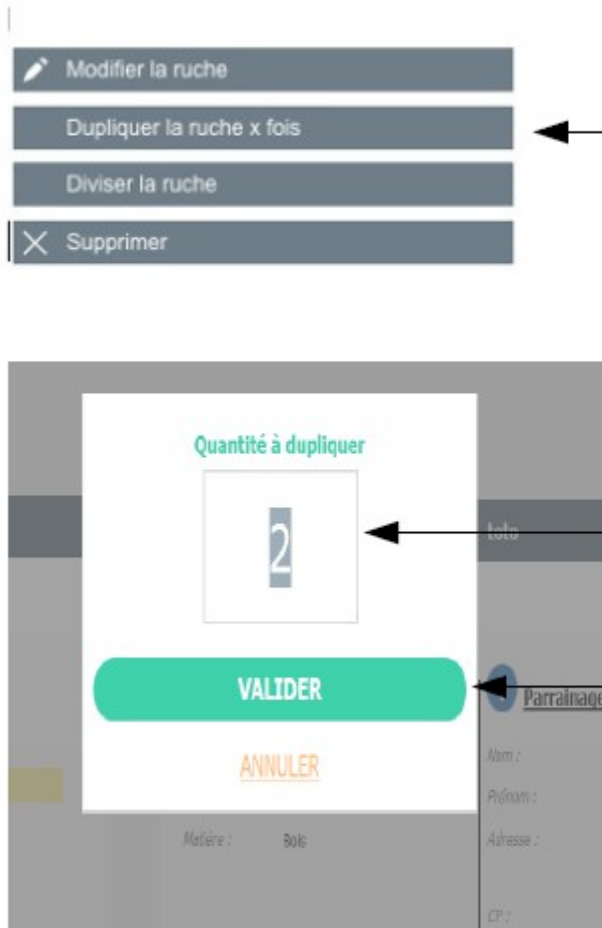 Modifier la ruche
Dupliquer la ruche x fois
Diviser la ruche
Supprimer
Quantité à dupliquer
2
toto
VALIDER
Parrainage
ANNULER
Nom :
Prénom :
Matière : Bois
Adresse :
CP :